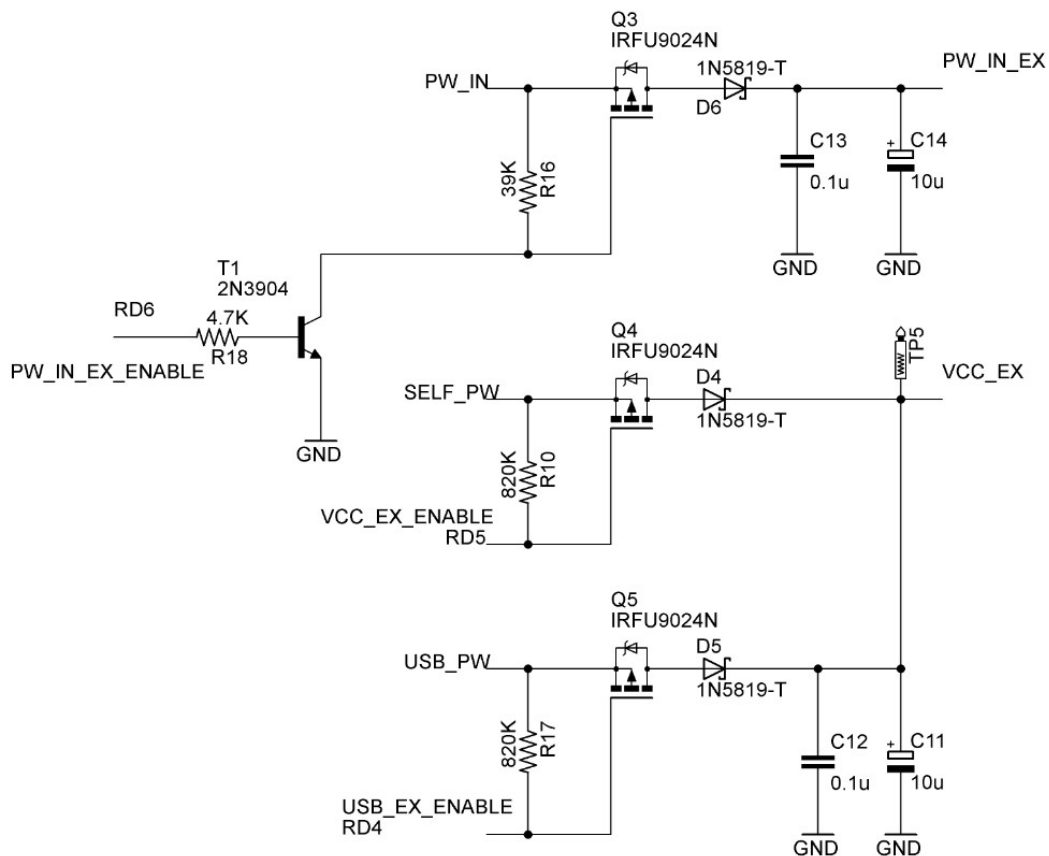 Q3
IRFU9024N
PW_IN
1N5819-T
D6
PW_IN_EX
39K
R16
C13
0.1u
+
C14
10u
GND
GND
T1
2N3904
RD6
4.7K
R18
PW_IN_EX_ENABLE
GND
Q4
IRFU9024N
SELF_PW
D4
1N5819-T
TP5
VCC_EX
820K
R10
VCC_EX_ENABLE
RD5
Q5
IRFU9024N
USB_PW
D5
1N5819-T
820K
R17
C12
0.1u
+
C11
10u
USB_EX_ENABLE
RD4
GND
GND